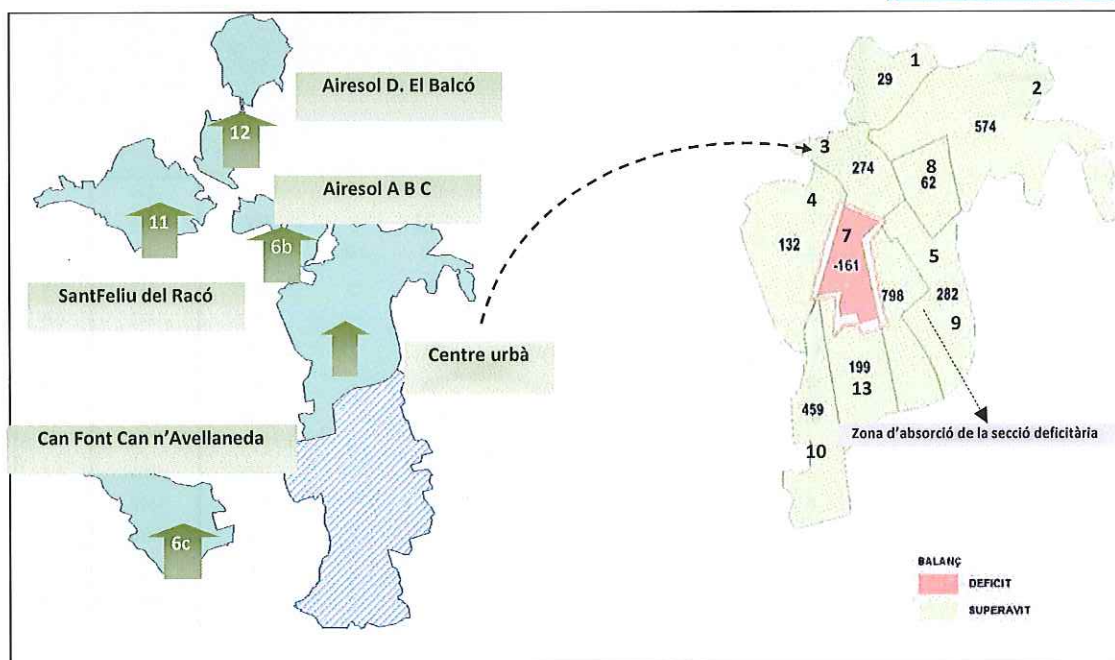 Airesol D. El Balcó
12
Airesol A B C
11
6b
SantFeliu del Racó
Centre urbà
Can Font Can n'Avellaneda
6c
1
29
2
574
3
274
8
62
4
132
7
-161
5
798
282
9
199
13
459
10
Zona d'absorció de la secció deficitària
BALANÇ
DEFICIT
SUPERAVIT